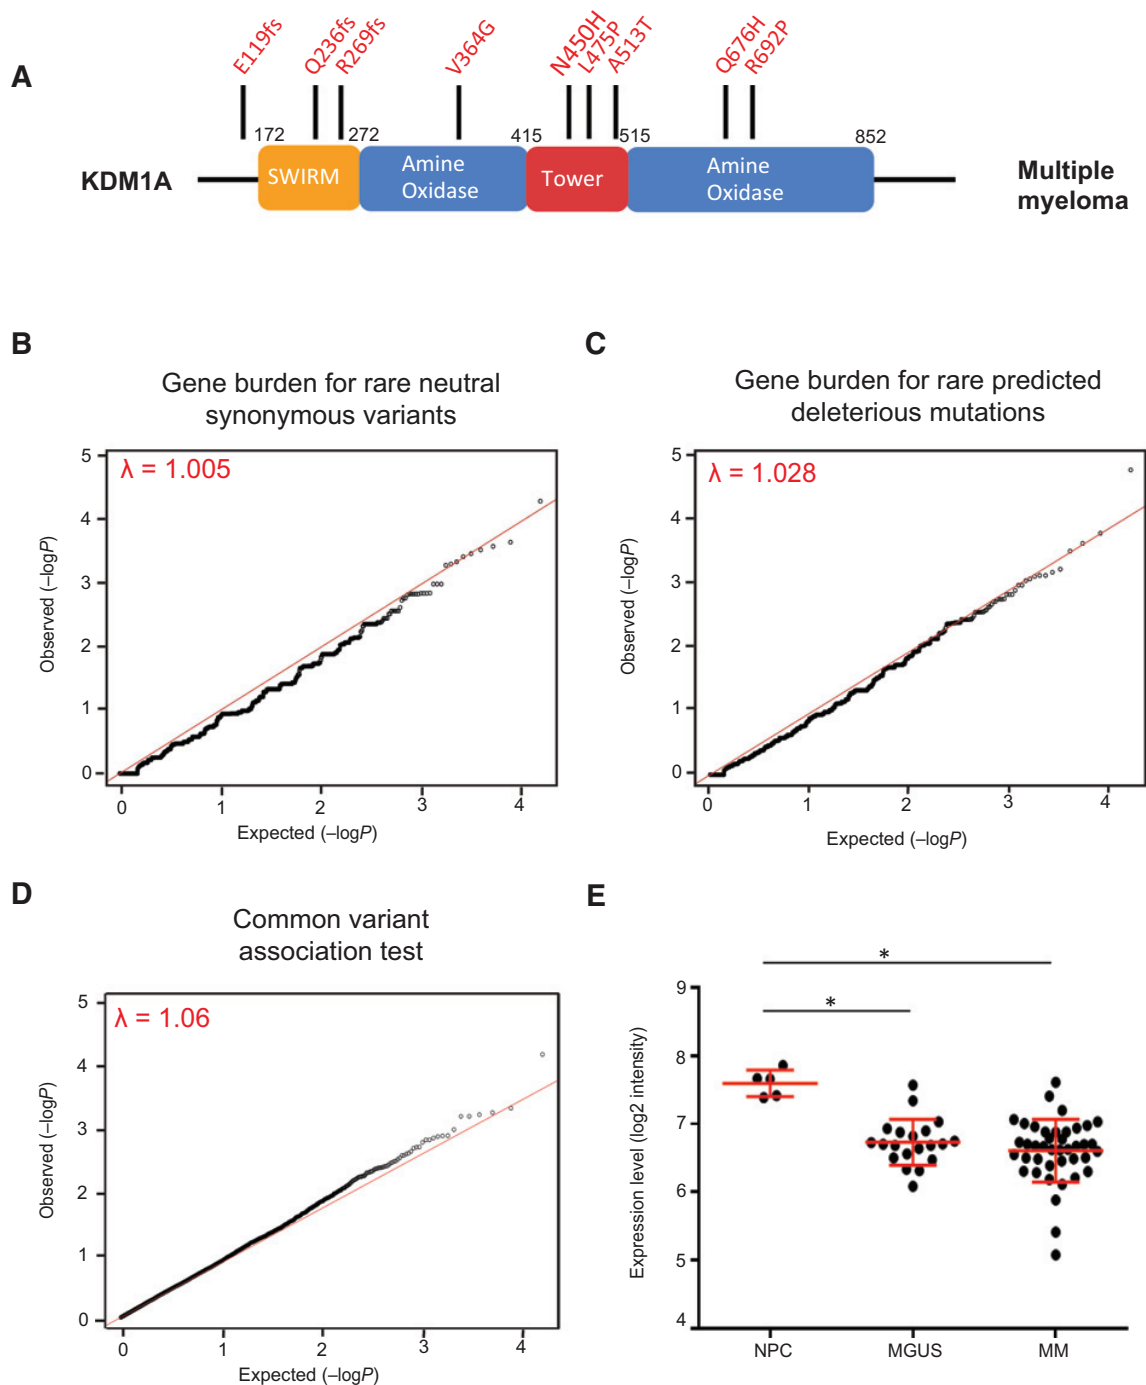 A
E119fs Q236fs R269fs V364G N450H L475P A513T Q676H R692P
172 272 415 515 852
KDM1A SWIRM Amine Oxidase Tower Amine Oxidase Multiple myeloma
B
Gene burden for rare neutral
synonymous variants
λ = 1.005
5
4
3
2
1
0
Observed (–logP)
0 1 2 3 4
Expected (–logP)
C
Gene burden for rare predicted
deleterious mutations
λ = 1.028
5
4
3
2
1
0
Observed (–logP)
0 1 2 3 4
Expected (–logP)
D
Common variant
association test
λ = 1.06
5
4
3
2
1
0
Observed (–logP)
0 1 2 3 4
Expected (–logP)
E
*
*
9
8
7
6
5
4
Expression level (log2 intensity)
NPC MGUS MM